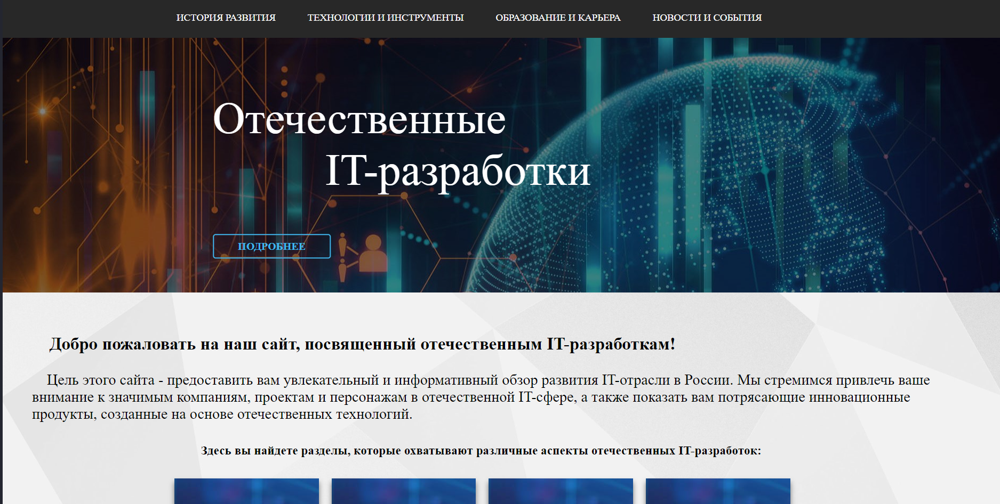 ИСТОРИЯ РАЗВИТИЯ ТЕХНОЛОГИИ И ИНСТРУМЕНТЫ ОБРАЗОВАНИЕ И КАРЬЕРА НОВОСТИ И СОБЫТИЯ
Отечественные
IT-разработки
ПОДРОБНЕЕ
Добро пожаловать на наш сайт, посвященный отечественным IT-разработкам!
Цель этого сайта - предоставить вам увлекательный и информативный обзор развития IT-отрасли в России. Мы стремимся привлечь ваше
внимание к значимым компаниям, проектам и персонажам в отечественной IT-сфере, а также показать вам потрясающие инновационные
продукты, созданные на основе отечественных технологий.
Здесь вы найдете разделы, которые охватывают различные аспекты отечественных IT-разработок: